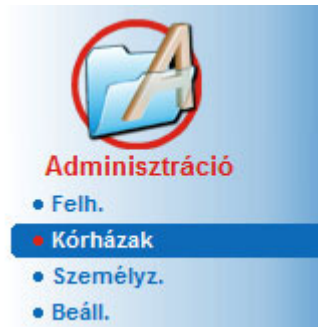 Adminisztráció
Felh.
Kórházak
Személyz.
Beáll.